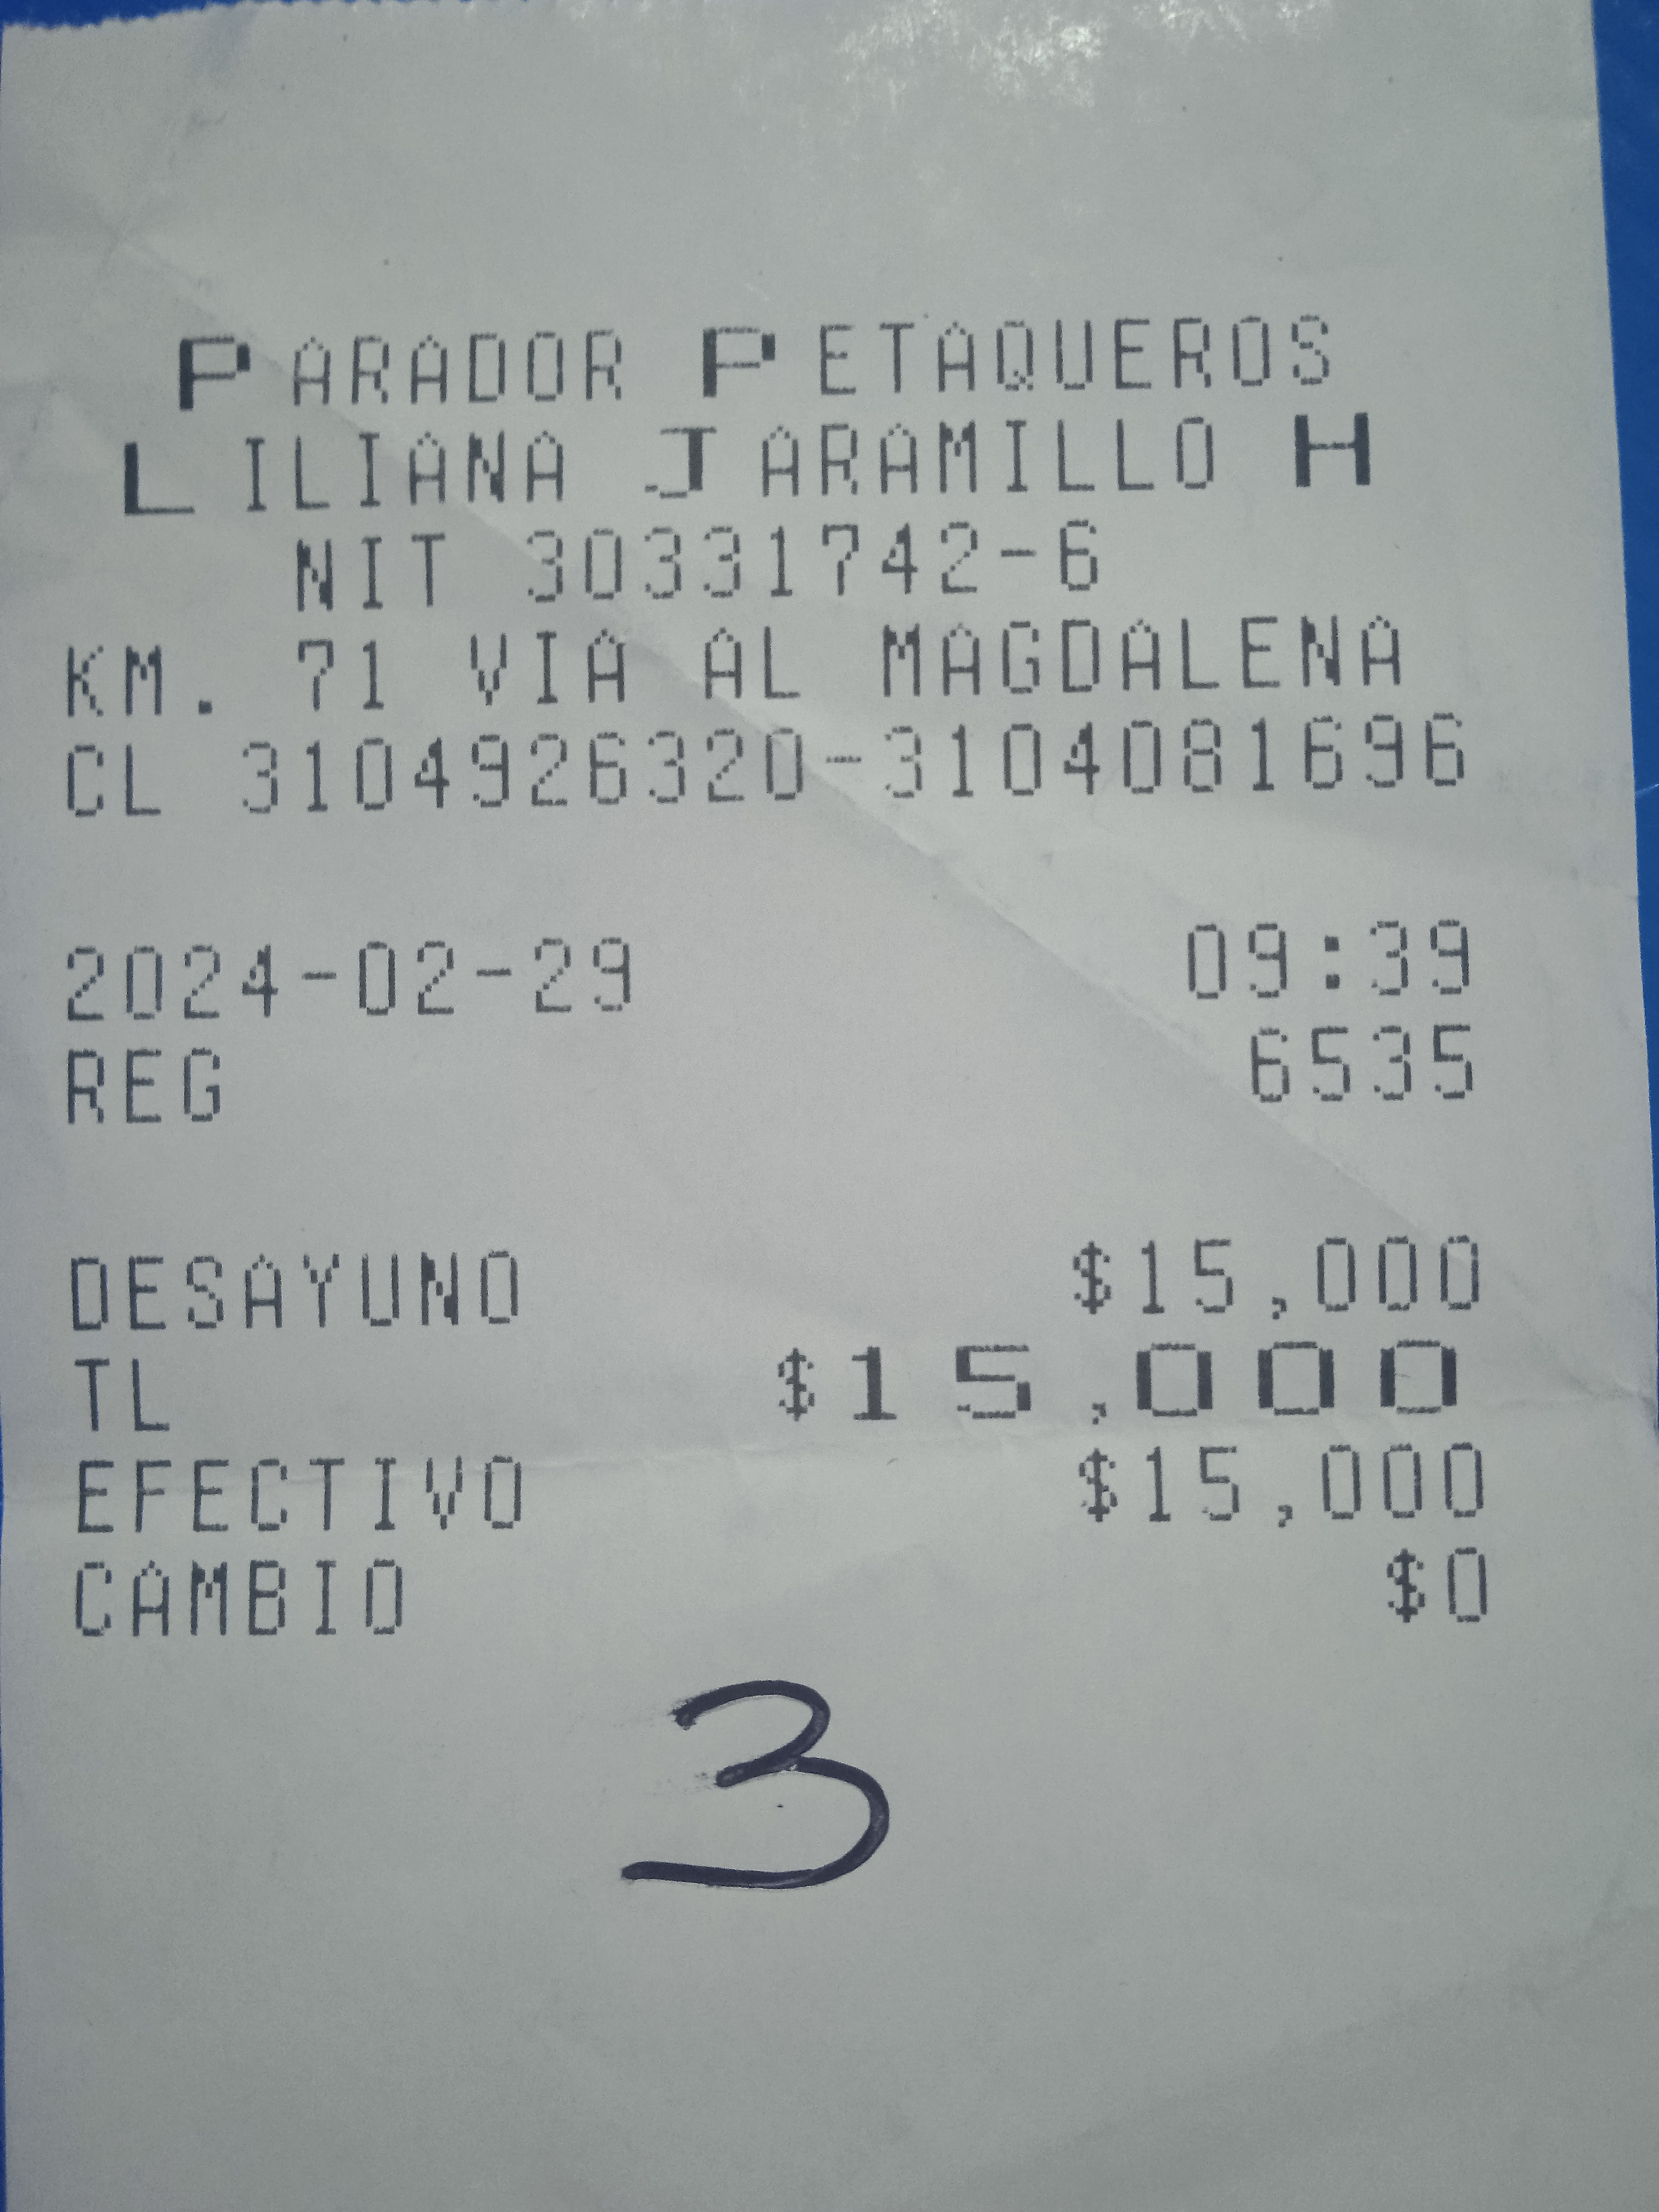 PARADOR PETAQUEROS
LILIANA JARAMILLO H
NIT 30331742-6
KM. 71 VIA AL MAGDALENA
CL 3104926320-3104081696
2024-02-29 09:39
REG 6535
DESAYUNO $15,000
TL $15,000
EFECTIVO $15,000
CAMBIO $0
3